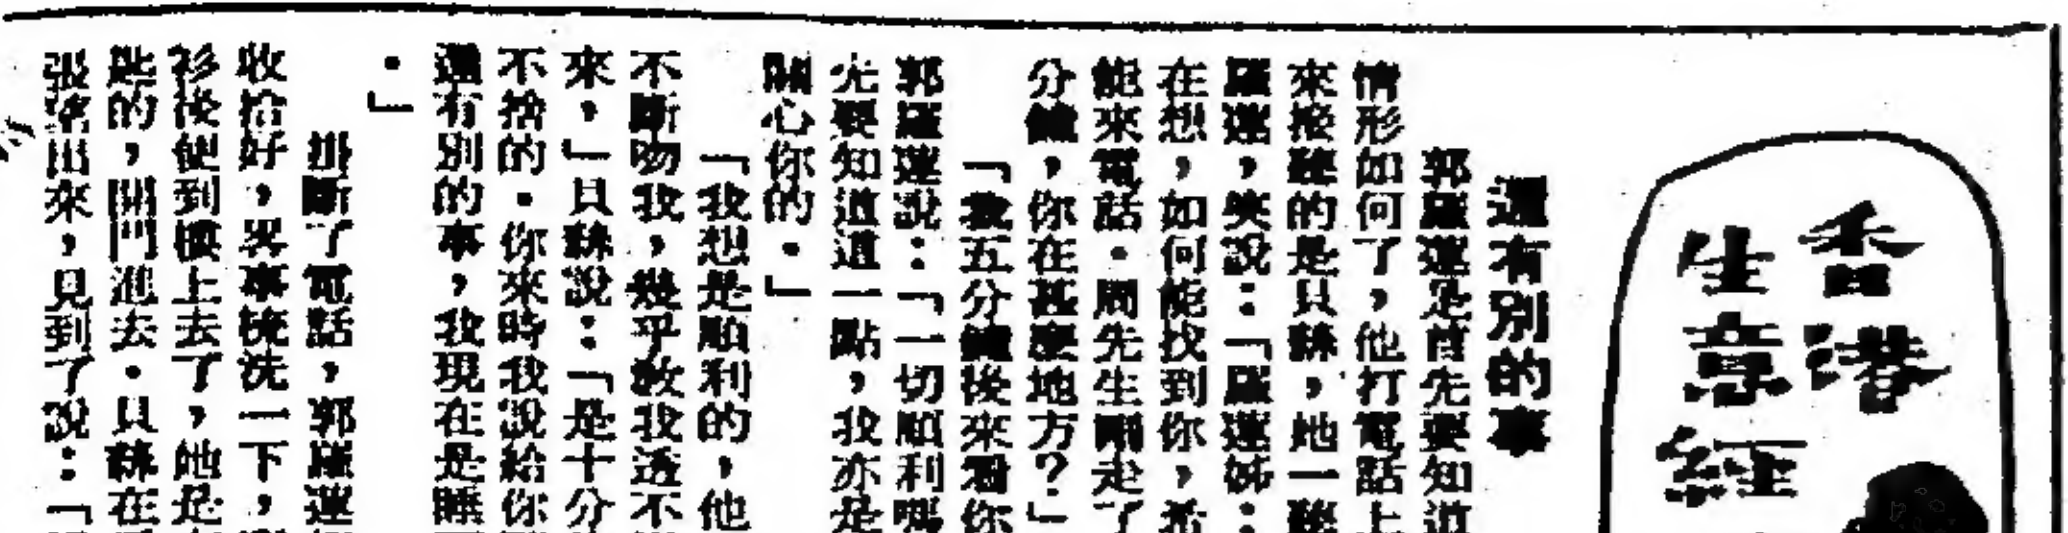 香港
生意經
還有別的事
郭羅蓮是首先要知道
情形如何了，他打電話上
來接聽的是貝絲，她一聽
羅蓮，笑說：「羅蓮姊：
在想，如何能找到你，希
能來電話．周先生剛走了
分鐘，你在甚麼地方？」
「我五分鐘後來看你
郭羅蓮說：「一切順利嗎
先要知道道一點，我亦是
關心你的．」
「我想是順利的，他
不斷吻我，幾乎教我透不
來，」貝絲說：「是十分
不捨的．你來時我說給你
還有別的事，我現在是睡
．」
掛斷了電話，郭羅蓮
收拾好，畧事梳洗一下，
衫後便到樓上去了，她是
匙的，開門進去．貝絲在
張望出來，見到了說：「